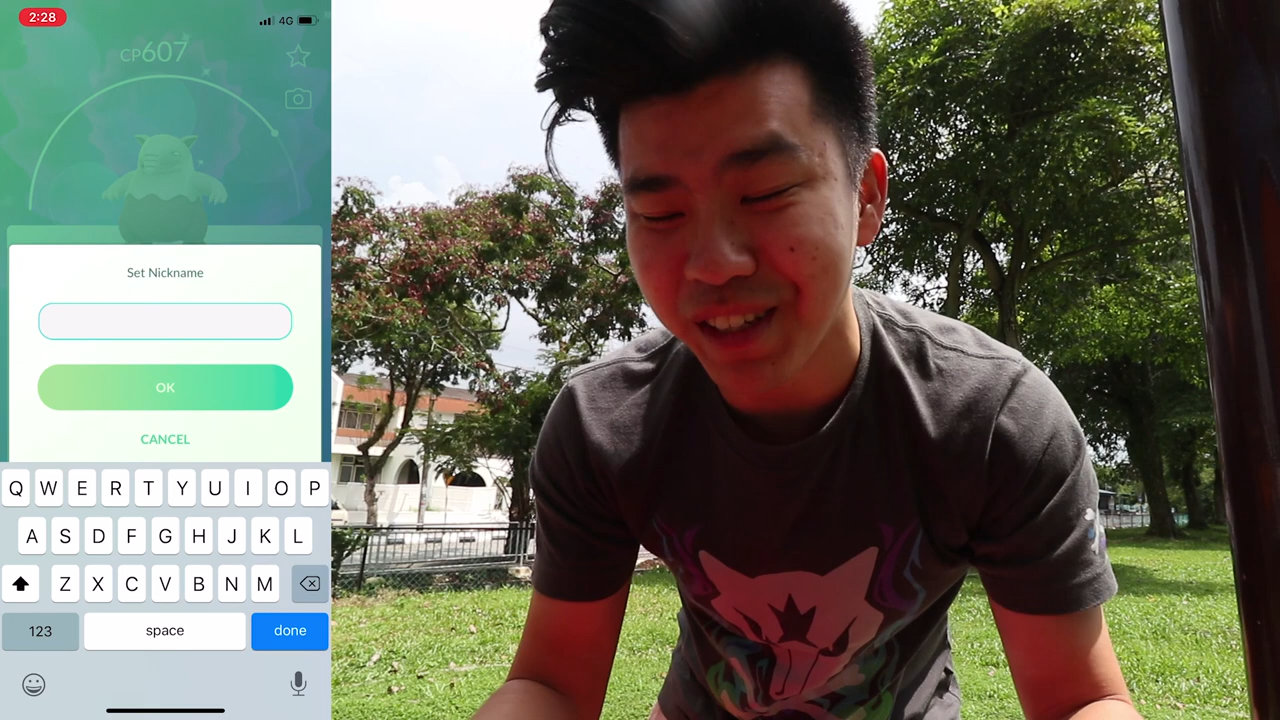 2:28
4G
CP607
Set Nickname
OK
CANCEL
Q W E R T Y U I O P
A S D F G H J K L
Z X C V B N M
123 space done